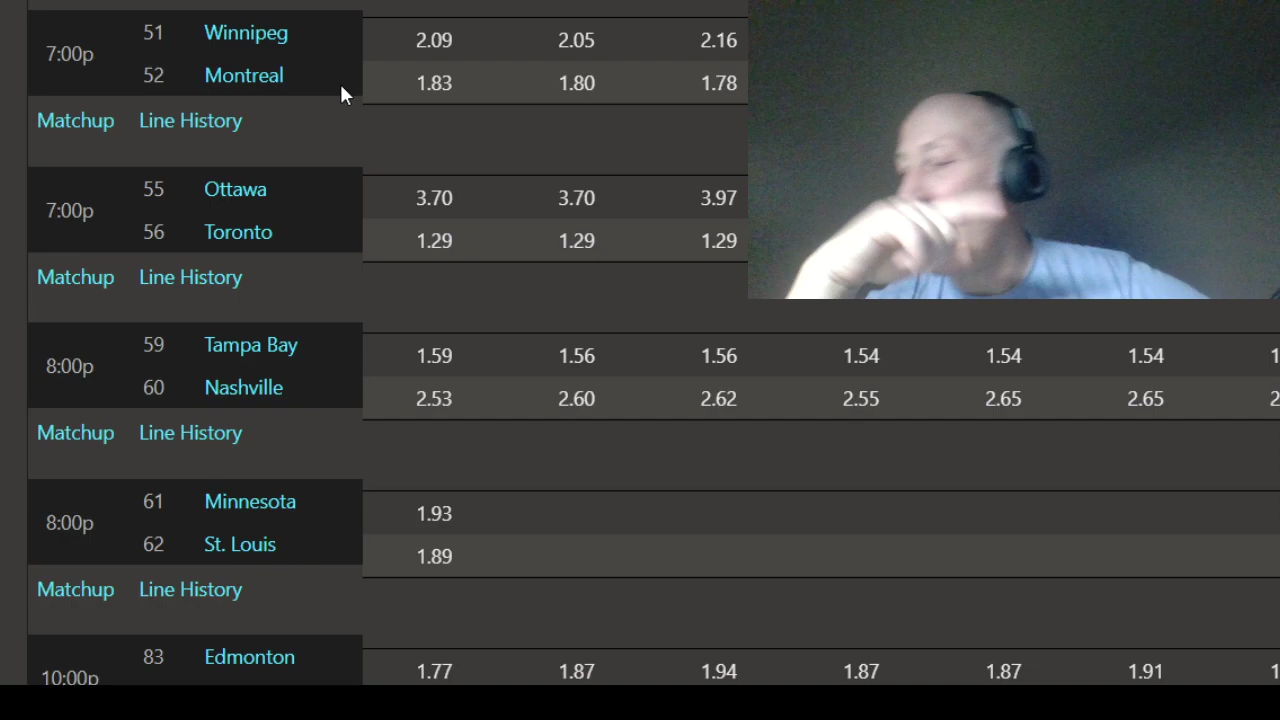 7:00p
51 Winnipeg 2.09 2.05 2.16
52 Montreal 1.83 1.80 1.78
Matchup Line History
7:00p
55 Ottawa 3.70 3.70 3.97
56 Toronto 1.29 1.29 1.29
Matchup Line History
8:00p
59 Tampa Bay 1.59 1.56 1.56 1.54 1.54 1.54
60 Nashville 2.53 2.60 2.62 2.55 2.65 2.65
Matchup Line History
8:00p
61 Minnesota 1.93
62 St. Louis 1.89
Matchup Line History
83 Edmonton 1.77 1.87 1.94 1.87 1.87 1.91
10:00p